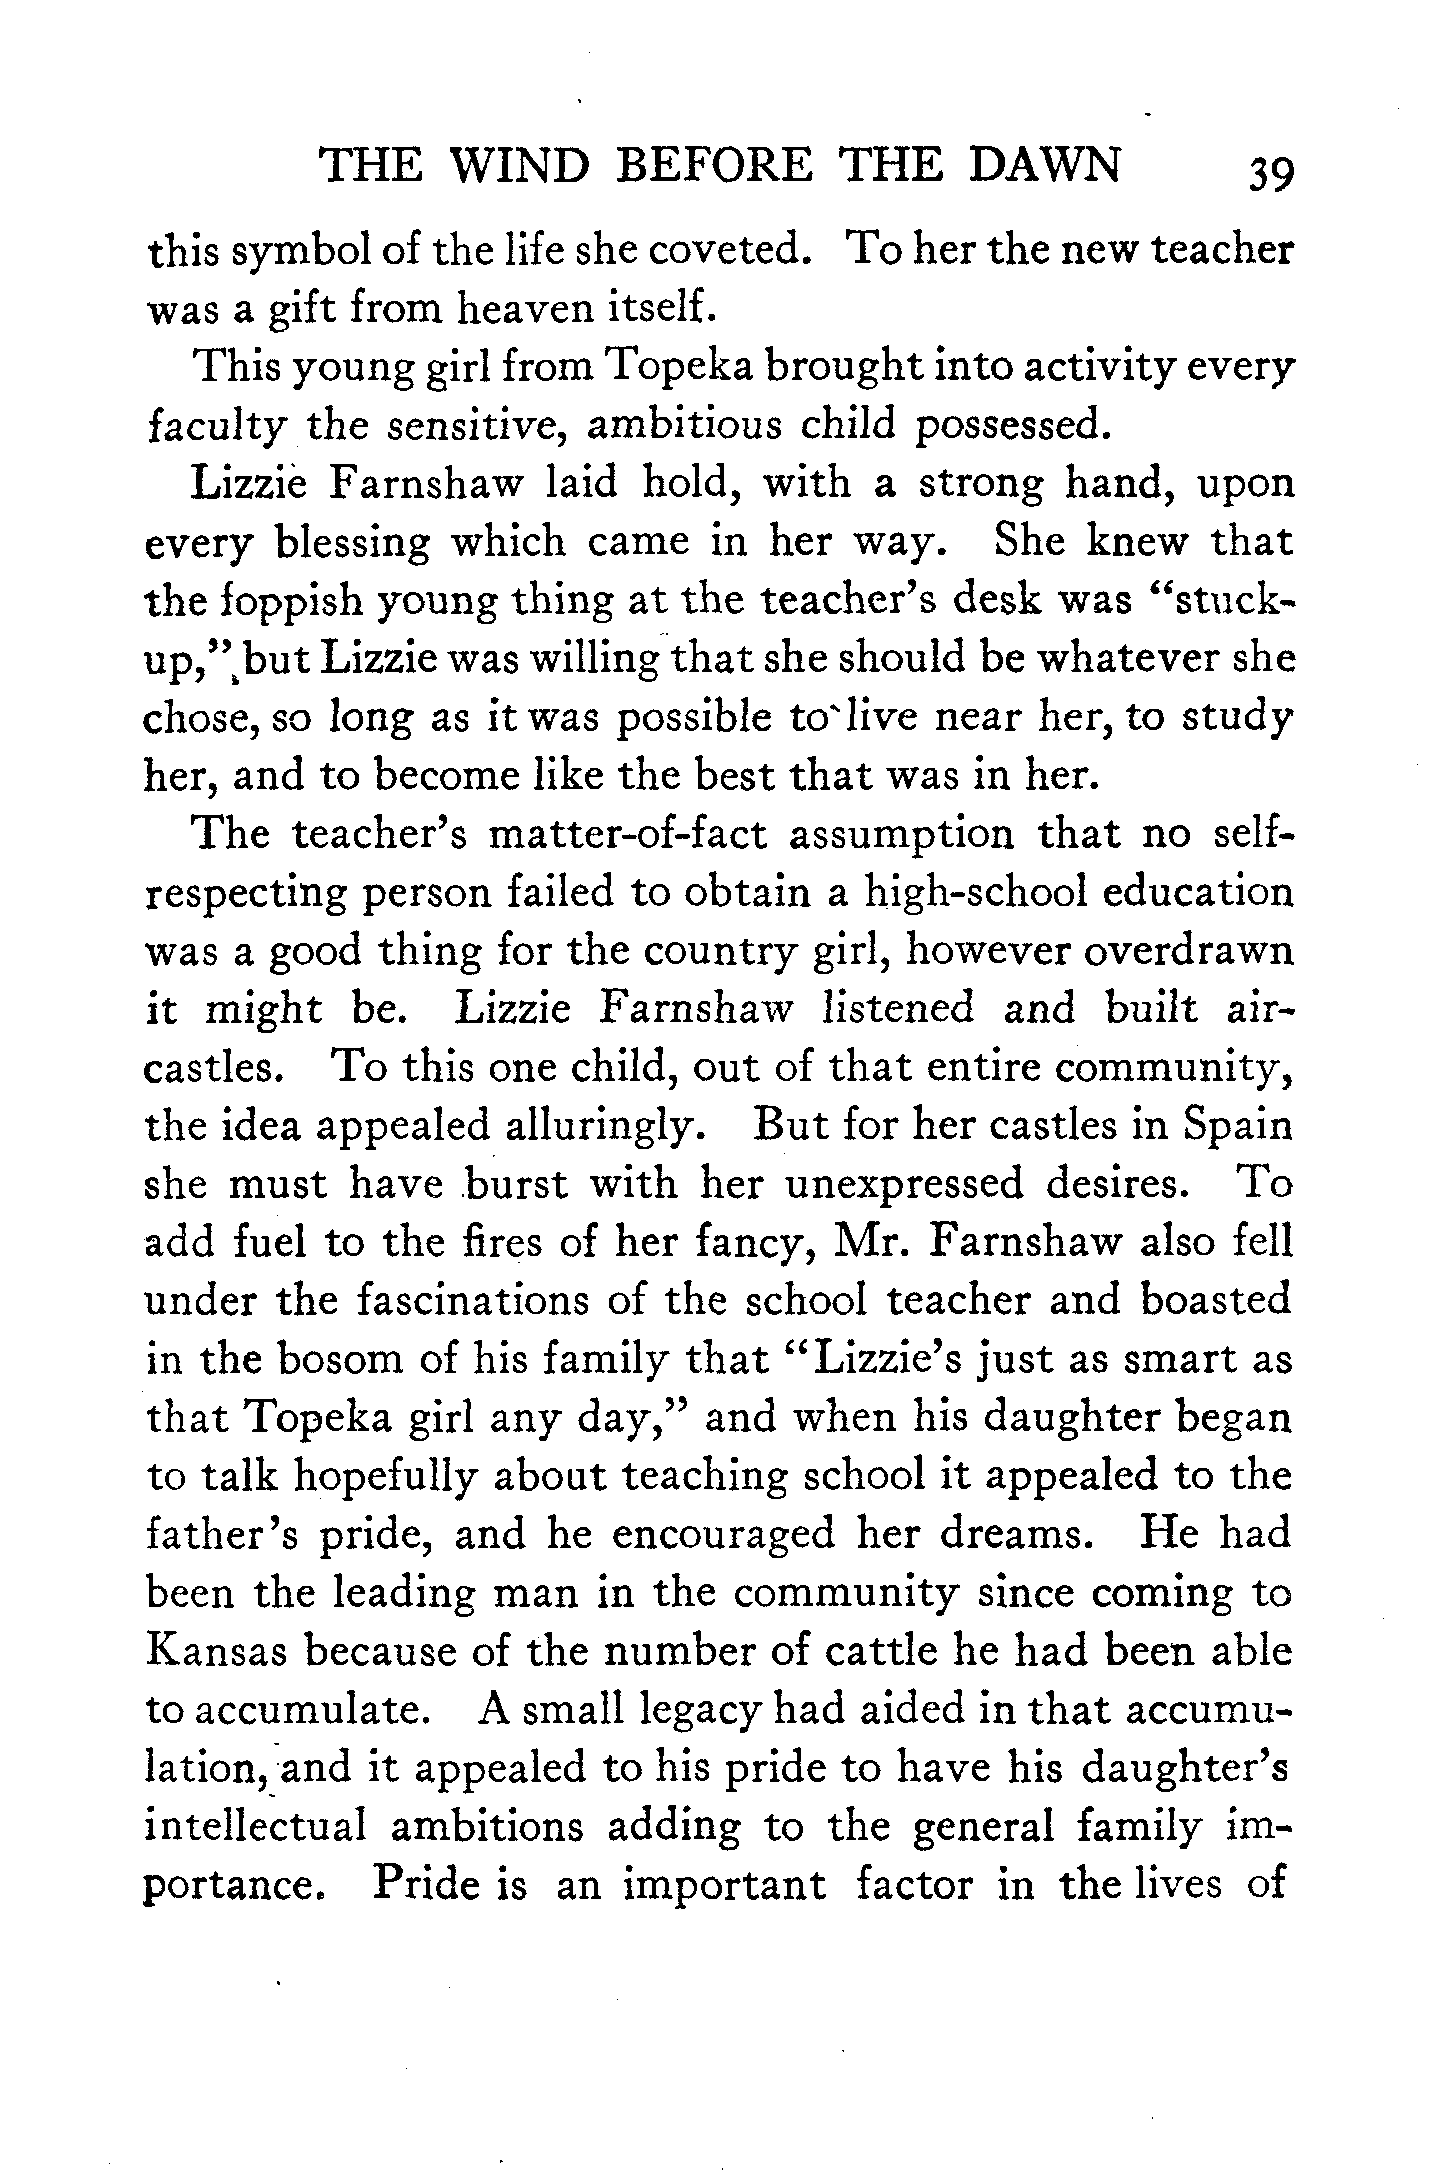 THE WIND BEFORE THE DAWN 39
this symbol of the life she coveted. To her the new teacher
was a gift from heaven itself.
This young girl from Topeka brought into activity every
faculty the sensitive, ambitious child possessed.
Lizzie Farnshaw laid hold, with a strong hand, upon
every blessing which came in her way. She knew that
the foppish young thing at the teacher's desk was “stuck-
up,” but Lizzie was willing that she should be whatever she
chose, so long as it was possible to live near her, to study
her, and to become like the best that was in her.
The teacher's matter-of-fact assumption that no self-
respecting person failed to obtain a high-school education
was a good thing for the country girl, however overdrawn
it might be. Lizzie Farnshaw listened and built air-
castles. To this one child, out of that entire community,
the idea appealed alluringly. But for her castles in Spain
she must have burst with her unexpressed desires. To
add fuel to the fires of her fancy, Mr. Farnshaw also fell
under the fascinations of the school teacher and boasted
in the bosom of his family that “Lizzie's just as smart as
that Topeka girl any day,” and when his daughter began
to talk hopefully about teaching school it appealed to the
father's pride, and he encouraged her dreams. He had
been the leading man in the community since coming to
Kansas because of the number of cattle he had been able
to accumulate. A small legacy had aided in that accumu-
lation, and it appealed to his pride to have his daughter's
intellectual ambitions adding to the general family im-
portance. Pride is an important factor in the lives of